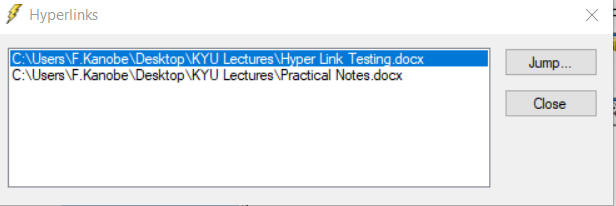 Hyperlinks
C:\Users\F.Kanobe\Desktop\KYU Lectures\Hyper Link Testing.docx
C:\Users\F.Kanobe\Desktop\KYU Lectures\Practical Notes.docx
Jump...
Close